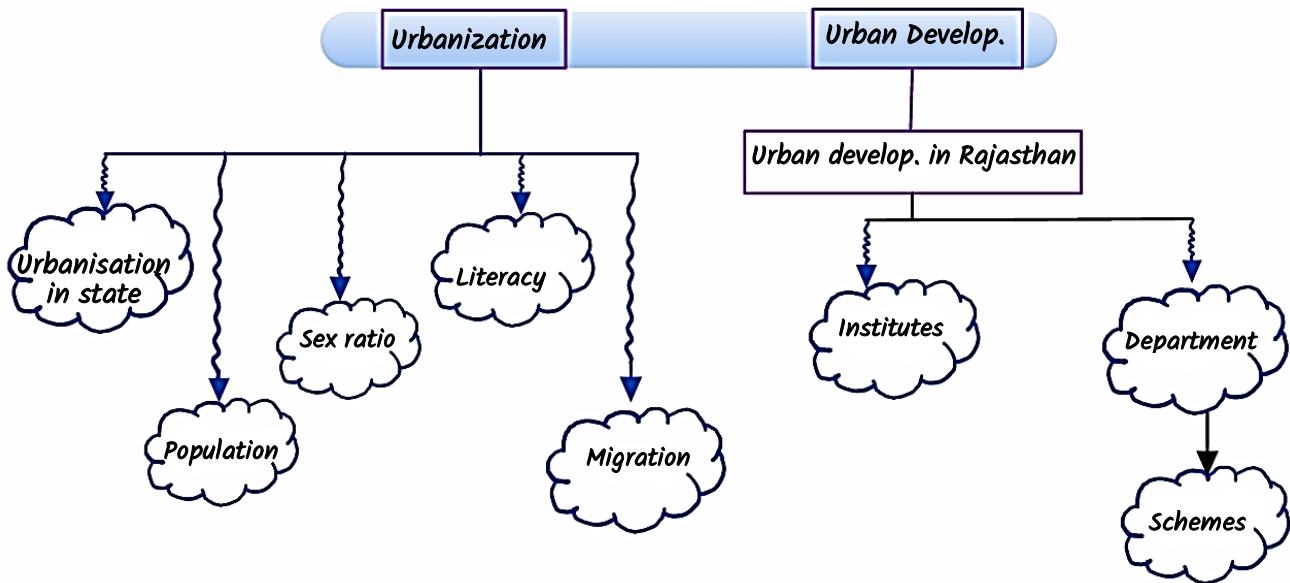 Urbanization
Urban Develop.
Urban develop. in Rajasthan
Urbanisation
in state
Population
Sex ratio
Literacy
Migration
Institutes
Department
Schemes